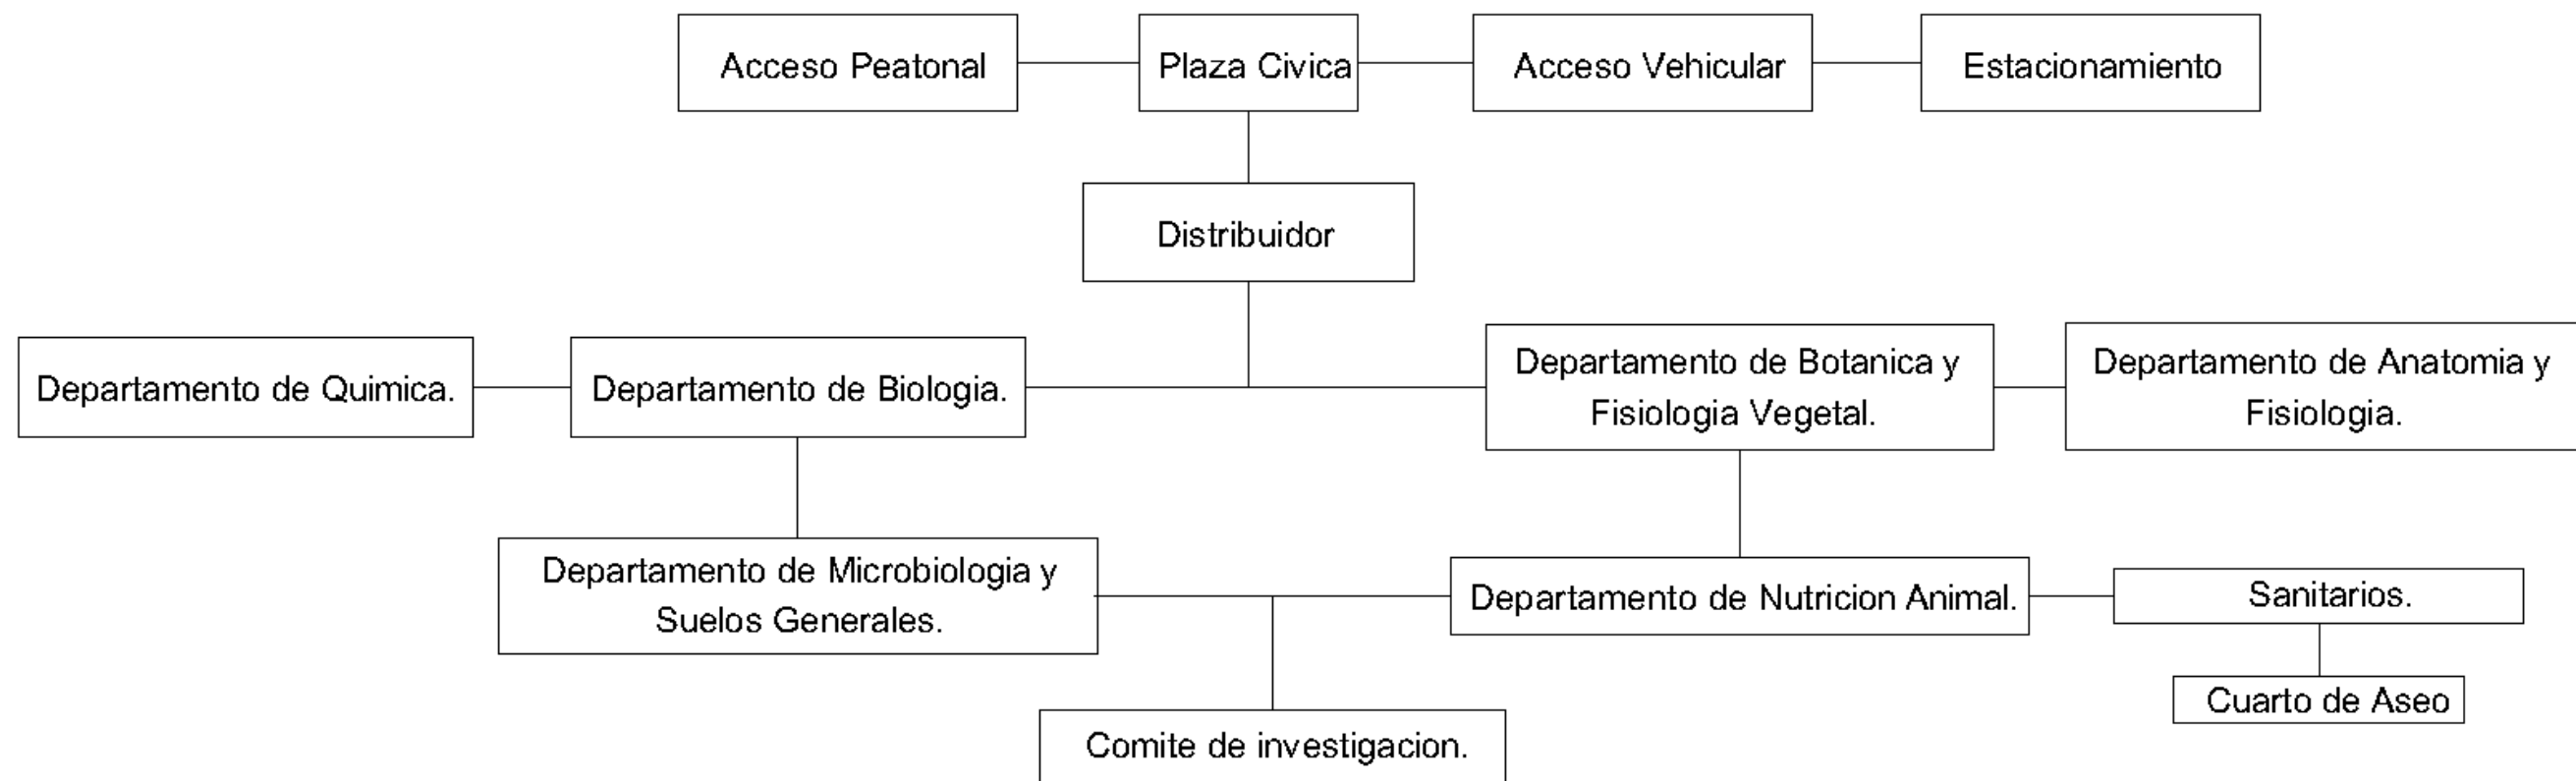 Acceso Peatonal
Plaza Civica
Acceso Vehicular
Estacionamiento
Distribuidor
Departamento de Quimica.
Departamento de Biologia.
Departamento de Botanica y
Fisiologia Vegetal.
Departamento de Anatomia y
Fisiologia.
Departamento de Microbiologia y
Suelos Generales.
Departamento de Nutricion Animal.
Sanitarios.
Cuarto de Aseo
Comite de investigacion.